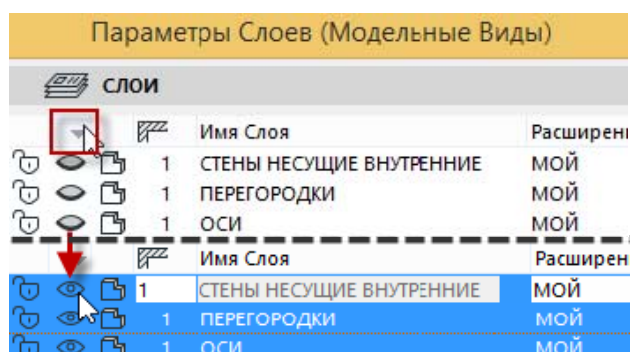 Параметры Слоев (Модельные Виды)
СЛОИ
Имя Слоя Расширен
1 СТЕНЫ НЕСУЩИЕ ВНУТРЕННИЕ МОЙ
1 ПЕРЕГОРОДКИ МОЙ
1 ОСИ МОЙ
Имя Слоя Расширен
1 СТЕНЫ НЕСУЩИЕ ВНУТРЕННИЕ МОЙ
1 ПЕРЕГОРОДКИ МОЙ
1 ОСИ МОЙ